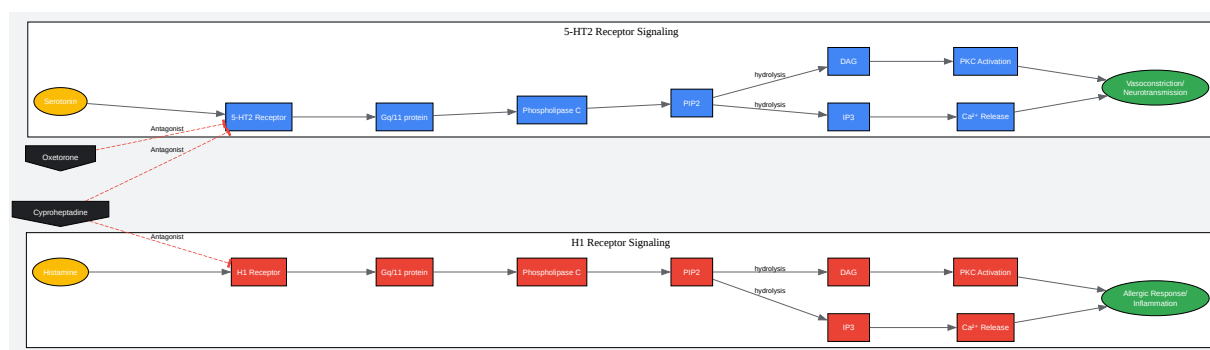 5-HT2 Receptor Signaling
Serotonin
5-HT2 Receptor
Gq/11 protein
Phospholipase C
PIP2
hydrolysis
hydrolysis
DAG
IP3
PKC Activation
Ca²⁺ Release
Vasoconstriction/
Neurotransmission
Antagonist
Antagonist
Oxetorone
Cyproheptadine
Antagonist
H1 Receptor Signaling
Histamine
H1 Receptor
Gq/11 protein
Phospholipase C
PIP2
hydrolysis
hydrolysis
DAG
IP3
PKC Activation
Ca²⁺ Release
Allergic Response/
Inflammation